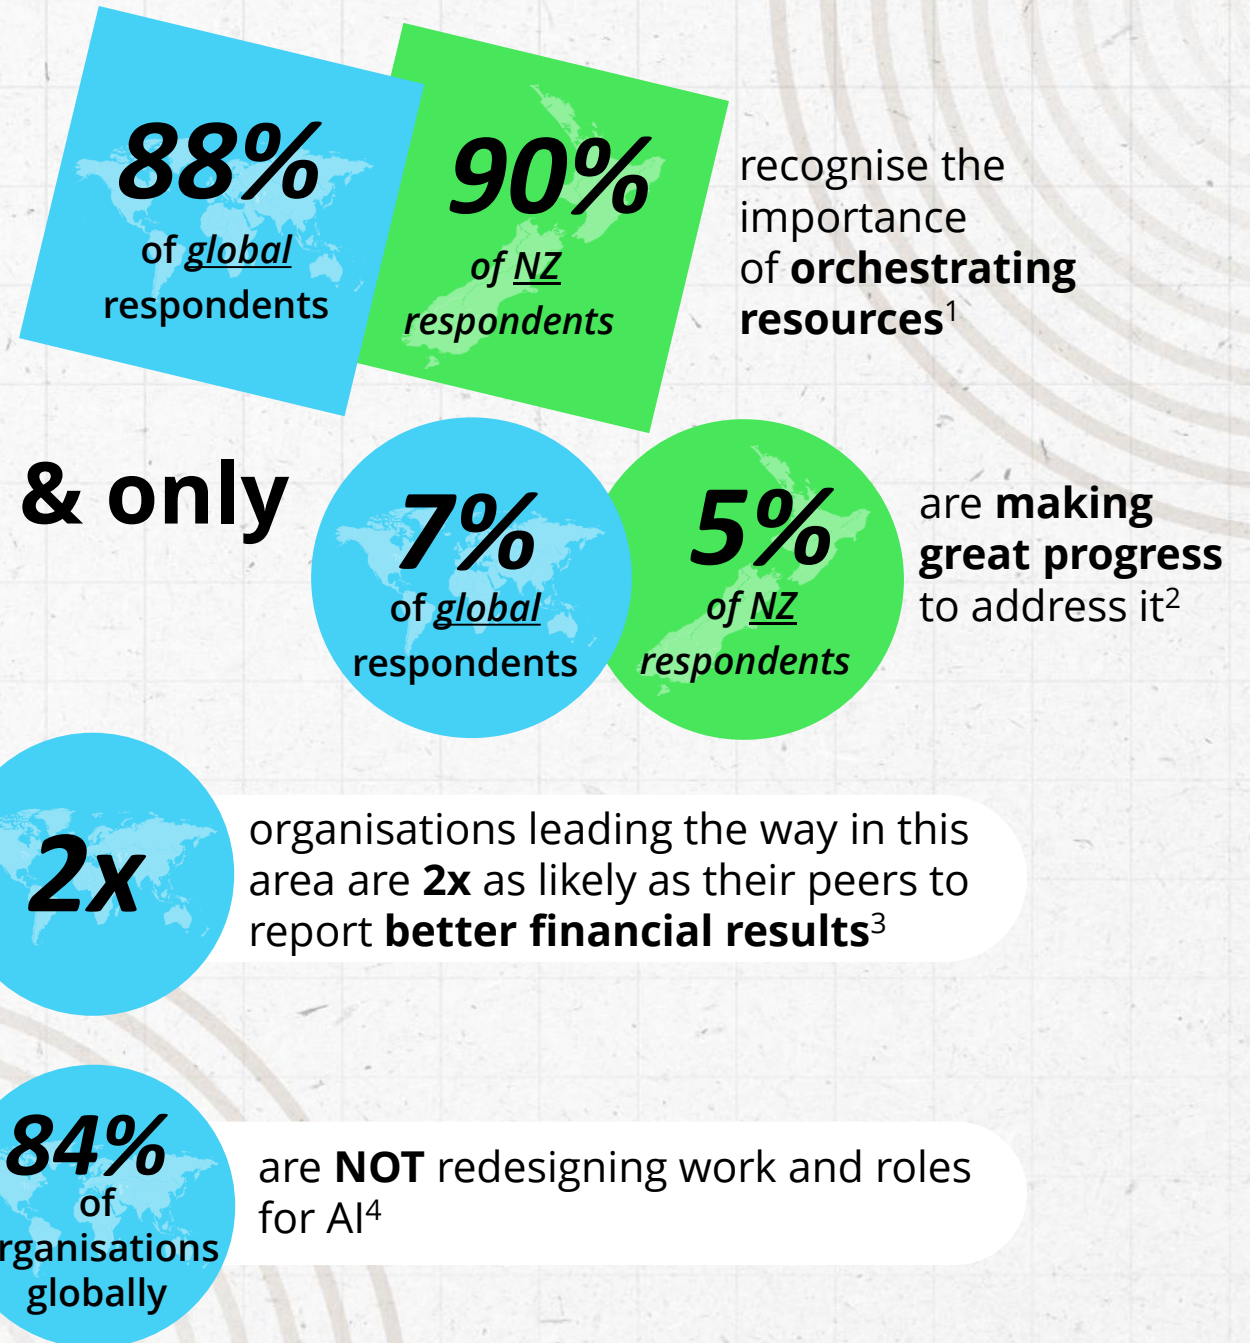 88%
of global
respondents
90%
of NZ
respondents
recognise the
importance
of orchestrating
resources¹
& only
7%
of global
respondents
5%
of NZ
respondents
are making
great progress
to address it²
2x
organisations leading the way in this
area are 2x as likely as their peers to
report better financial results³
84%
of
rganisations
globally
are NOT redesigning work and roles
for AI⁴